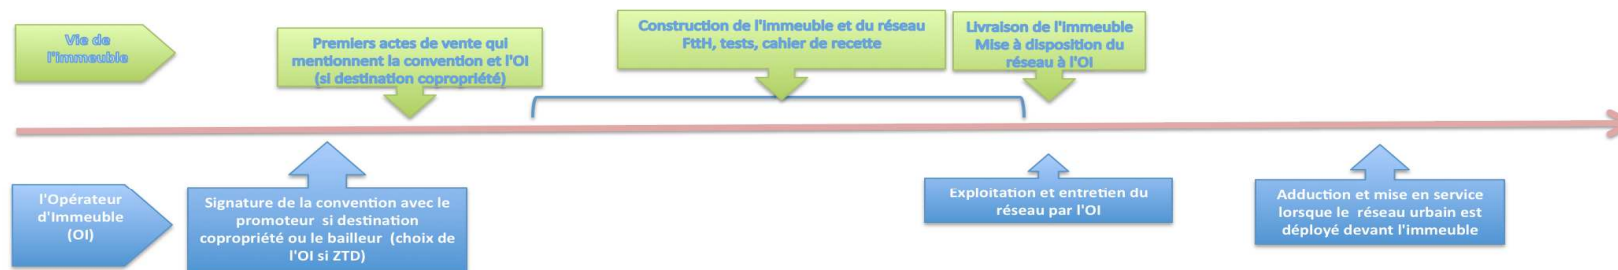 Vie de
l'immeuble
Premiers actes de vente qui
mentionnent la convention et l'OI
(si destination copropriété)
Construction de l'Immeuble et du réseau
FttH, tests, cahier de recette
Livraison de l'Immeuble
Mise à disposition du
réseau à l'OI
l'Opérateur
d'Immeuble
(OI)
Signature de la convention avec le
promoteur si destination
copropriété ou le bailleur (choix de
l'OI si ZTD)
Exploitation et entretien du
réseau par l'OI
Adduction et mise en service
lorsque le réseau urbain est
déployé devant l'immeuble